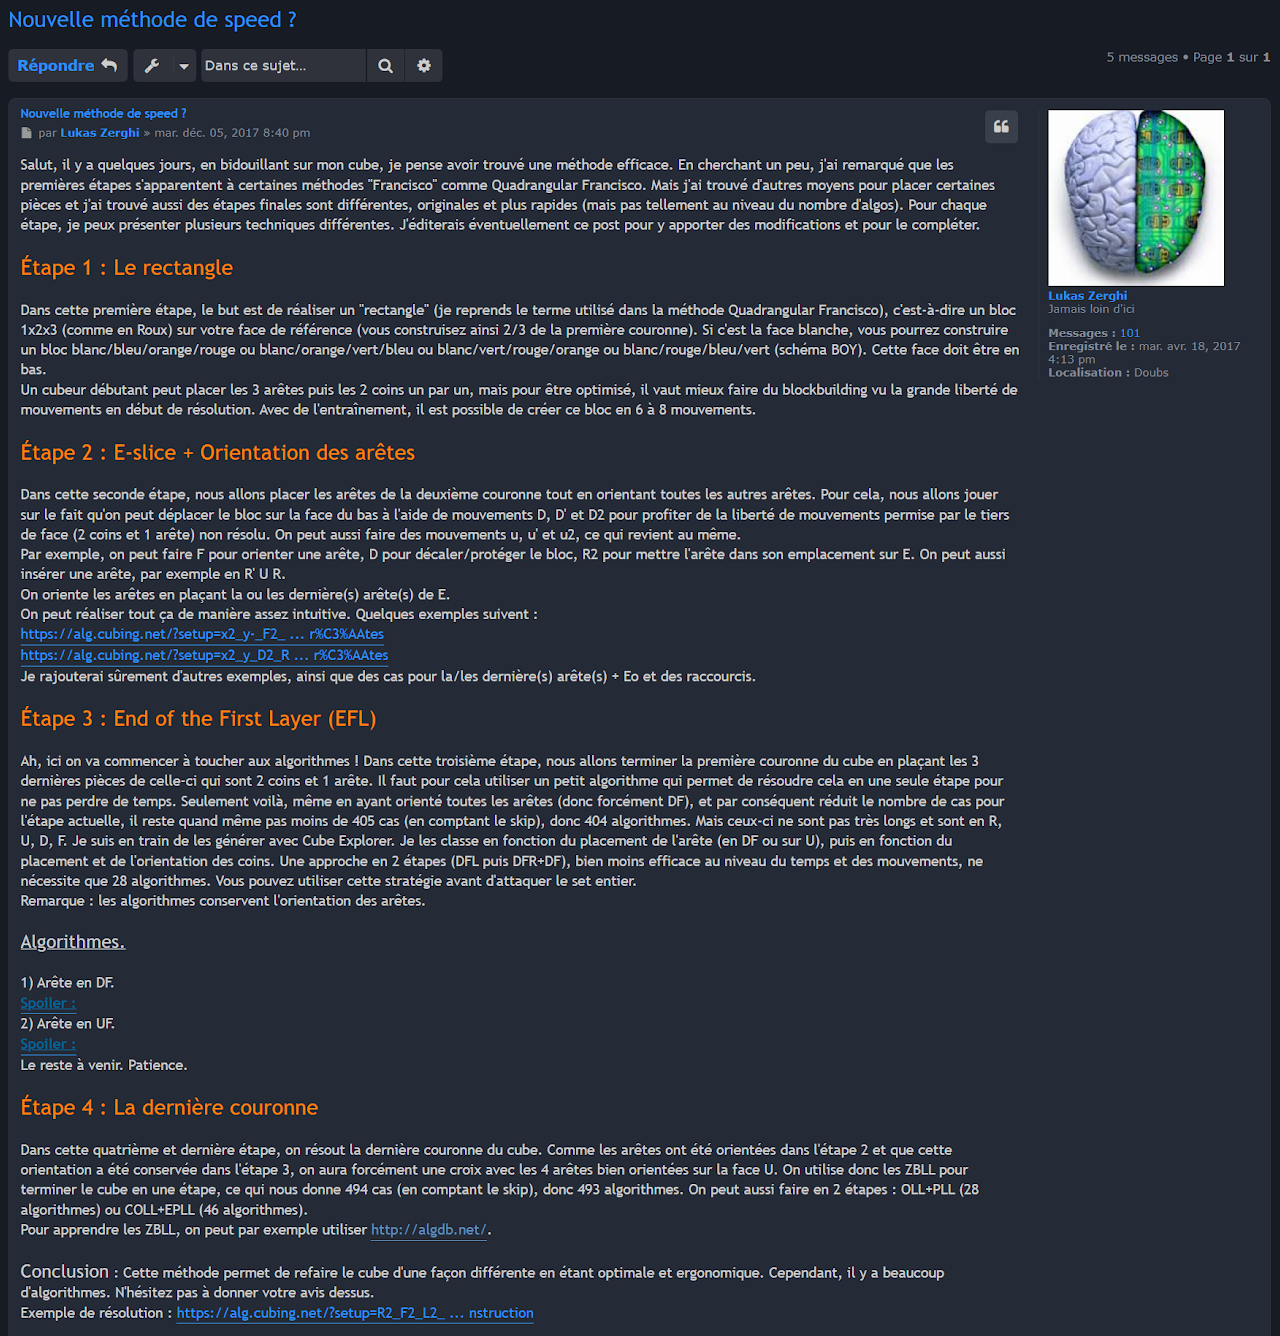 Nouvelle méthode de speed ?
Répondre
Dans ce sujet…
5 messages • Page 1 sur 1
Nouvelle méthode de speed ?
par Lukas Zerghi » mar. déc. 05, 2017 8:40 pm
Salut, il y a quelques jours, en bidouillant sur mon cube, je pense avoir trouvé une méthode efficace. En cherchant un peu, j'ai remarqué que les
premières étapes s'apparentent à certaines méthodes "Francisco" comme Quadrangular Francisco. Mais j'ai trouvé d'autres moyens pour placer certaines
pièces et j'ai trouvé aussi des étapes finales sont différentes, originales et plus rapides (mais pas tellement au niveau du nombre d'algos). Pour chaque
étape, je peux présenter plusieurs techniques différentes. J'éditerais éventuellement ce post pour y apporter des modifications et pour le compléter.
Étape 1 : Le rectangle
Dans cette première étape, le but est de réaliser un "rectangle" (je reprends le terme utilisé dans la méthode Quadrangular Francisco), c'est-à-dire un bloc
1x2x3 (comme en Roux) sur votre face de référence (vous construisez ainsi 2/3 de la première couronne). Si c'est la face blanche, vous pourrez construire
un bloc blanc/bleu/orange/rouge ou blanc/orange/vert/bleu ou blanc/vert/rouge/orange ou blanc/rouge/bleu/vert (schéma BOY). Cette face doit être en
bas.
Un cubeur débutant peut placer les 3 arêtes puis les 2 coins un par un, mais pour être optimisé, il vaut mieux faire du blockbuilding vu la grande liberté de
mouvements en début de résolution. Avec de l'entraînement, il est possible de créer ce bloc en 6 à 8 mouvements.
Étape 2 : E-slice + Orientation des arêtes
Dans cette seconde étape, nous allons placer les arêtes de la deuxième couronne tout en orientant toutes les autres arêtes. Pour cela, nous allons jouer
sur le fait qu'on peut déplacer le bloc sur la face du bas à l'aide de mouvements D, D' et D2 pour profiter de la liberté de mouvements permise par le tiers
de face (2 coins et 1 arête) non résolu. On peut aussi faire des mouvements u, u' et u2, ce qui revient au même.
Par exemple, on peut faire F pour orienter une arête, D pour décaler/protéger le bloc, R2 pour mettre l'arête dans son emplacement sur E. On peut aussi
insérer une arête, par exemple en R' U R.
On oriente les arêtes en plaçant la ou les dernière(s) arête(s) de E.
On peut réaliser tout ça de manière assez intuitive. Quelques exemples suivent :
https://alg.cubing.net/?setup=x2_y-_F2_ ... r%C3%AAtes
https://alg.cubing.net/?setup=x2_y_D2_R ... r%C3%AAtes
Je rajouterai sûrement d'autres exemples, ainsi que des cas pour la/les dernière(s) arête(s) + Eo et des raccourcis.
Étape 3 : End of the First Layer (EFL)
Ah, ici on va commencer à toucher aux algorithmes ! Dans cette troisième étape, nous allons terminer la première couronne du cube en plaçant les 3
dernières pièces de celle-ci qui sont 2 coins et 1 arête. Il faut pour cela utiliser un petit algorithme qui permet de résoudre cela en une seule étape pour
ne pas perdre de temps. Seulement voilà, même en ayant orienté toutes les arêtes (donc forcément DF), et par conséquent réduit le nombre de cas pour
l'étape actuelle, il reste quand même pas moins de 405 cas (en comptant le skip), donc 404 algorithmes. Mais ceux-ci ne sont pas très longs et sont en R,
U, D, F. Je suis en train de les générer avec Cube Explorer. Je les classe en fonction du placement de l'arête (en DF ou sur U), puis en fonction du
placement et de l'orientation des coins. Une approche en 2 étapes (DFL puis DFR+DF), bien moins efficace au niveau du temps et des mouvements, ne
nécessite que 28 algorithmes. Vous pouvez utiliser cette stratégie avant d'attaquer le set entier.
Remarque : les algorithmes conservent l'orientation des arêtes.
Algorithmes.
1) Arête en DF.
Spoiler :
2) Arête en UF.
Spoiler :
Le reste à venir. Patience.
Étape 4 : La dernière couronne
Dans cette quatrième et dernière étape, on résout la dernière couronne du cube. Comme les arêtes ont été orientées dans l'étape 2 et que cette
orientation a été conservée dans l'étape 3, on aura forcément une croix avec les 4 arêtes bien orientées sur la face U. On utilise donc les ZBLL pour
terminer le cube en une étape, ce qui nous donne 494 cas (en comptant le skip), donc 493 algorithmes. On peut aussi faire en 2 étapes : OLL+PLL (28
algorithmes) ou COLL+EPLL (46 algorithmes).
Pour apprendre les ZBLL, on peut par exemple utiliser http://algdb.net/.
Conclusion : Cette méthode permet de refaire le cube d'une façon différente en étant optimale et ergonomique. Cependant, il y a beaucoup
d'algorithmes. N'hésitez pas à donner votre avis dessus.
Exemple de résolution : https://alg.cubing.net/?setup=R2_F2_L2_ ... nstruction
Lukas Zerghi
Jamais loin d'ici
Messages : 101
Enregistré le : mar. avr. 18, 2017
4:13 pm
Localisation : Doubs